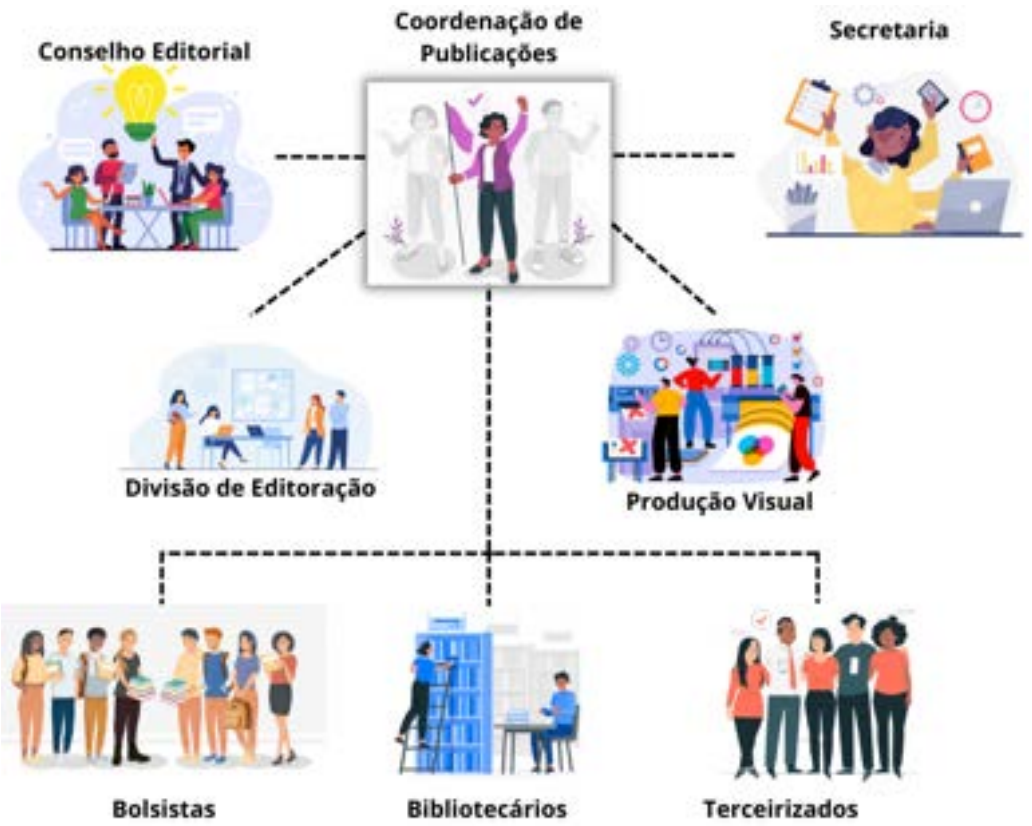 Conselho Editorial
Coordenação de
Publicações
Secretaria
Divisão de Editoração
Produção Visual
Bolsistas
Bibliotecários
Terceirizados